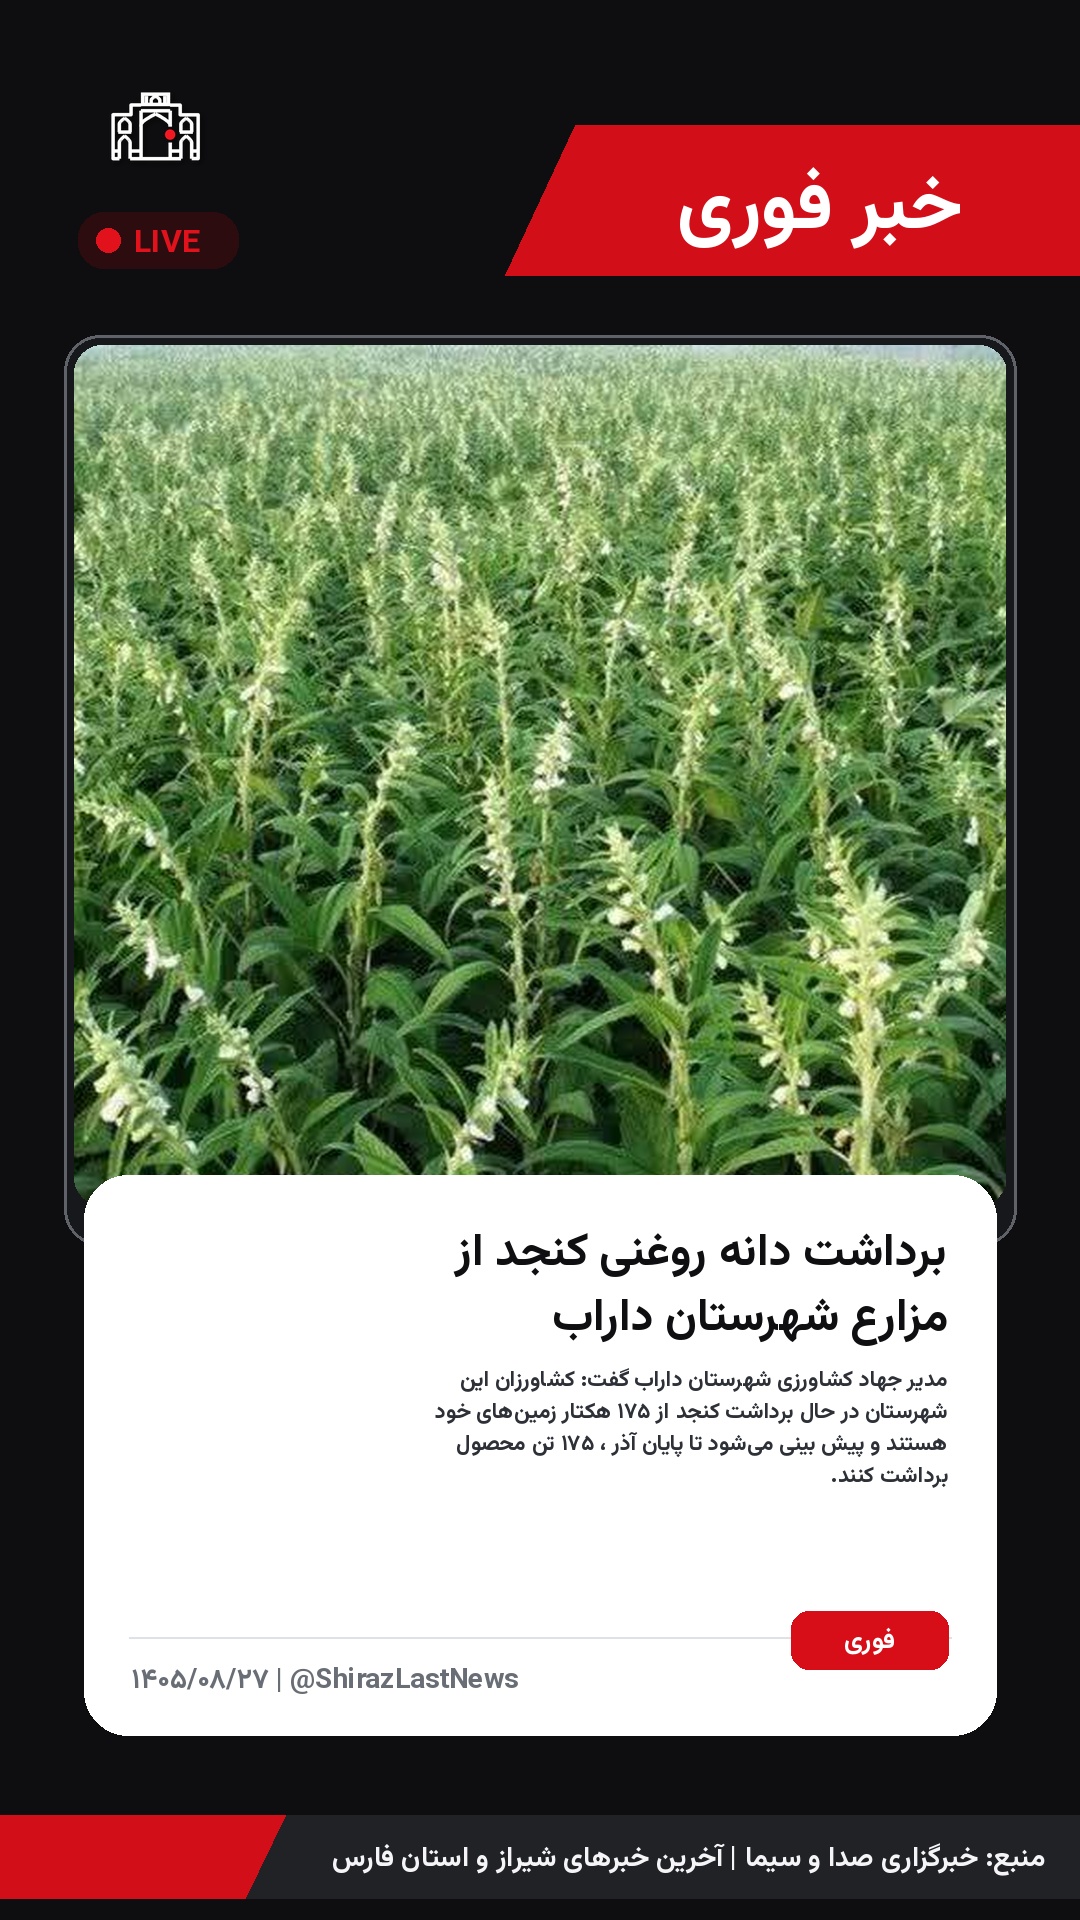 خبر فوری
LIVE
برداشت دانه روغنی کنجد از
مزارع شهرستان داراب
مدیر جهاد کشاورزی شهرستان داراب گفت: کشاورزان این
شهرستان در حال برداشت کنجد از ۱۷۵ هکتار زمین‌های خود
هستند و پیش بینی می‌شود تا پایان آذر ، ۱۷۵ تن محصول
برداشت کنند.
فوری
۱۴۰۵/۰۸/۲۷ | @ShirazLastNews
منبع: خبرگزاری صدا و سیما | آخرین خبرهای شیراز و استان فارس